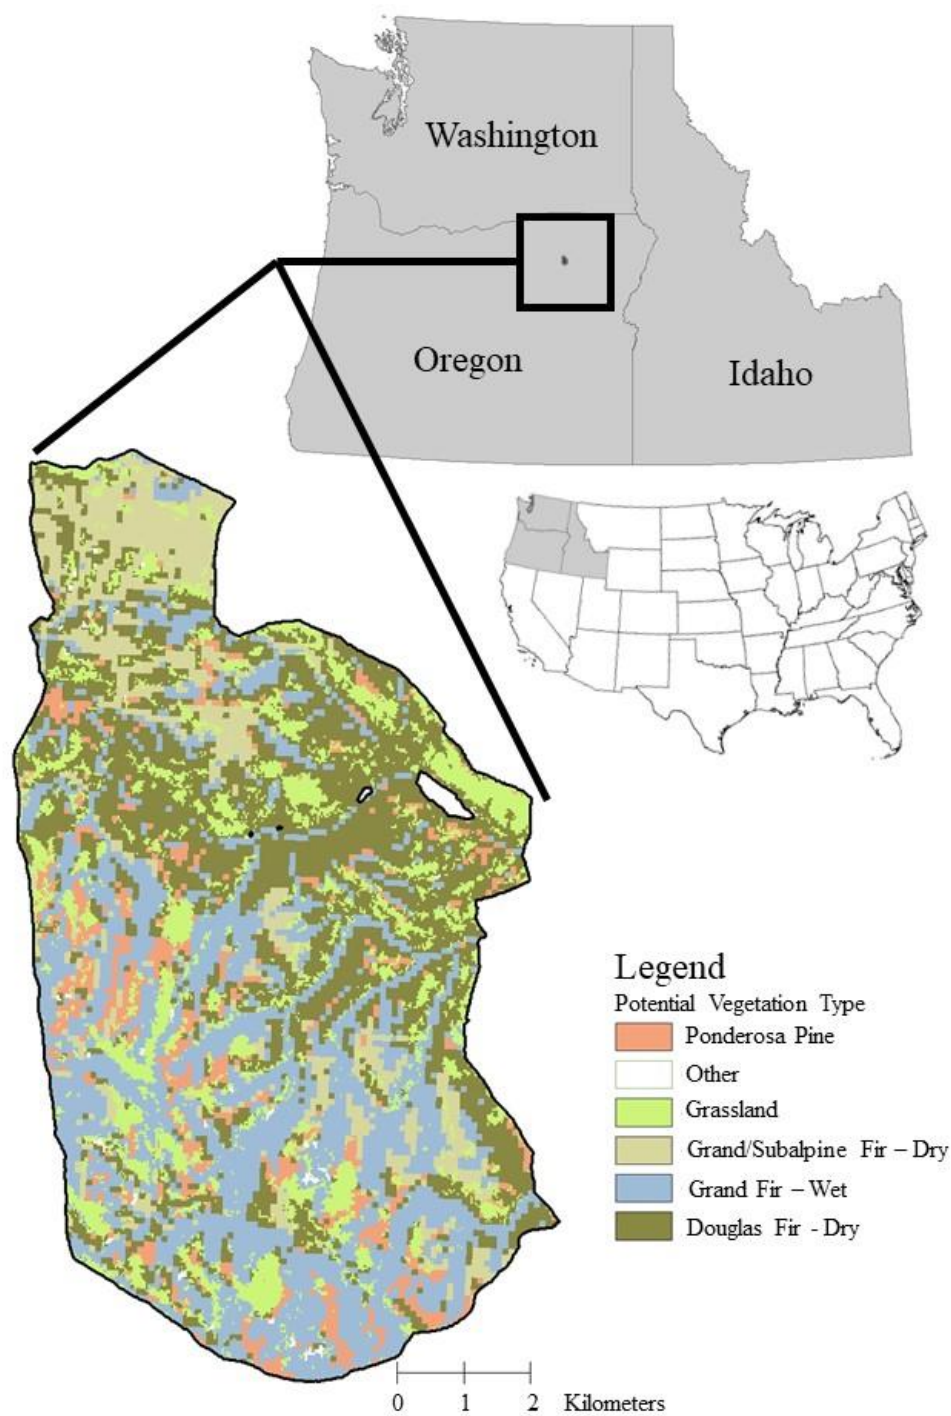 Washington
Oregon
Idaho
Legend
Potential Vegetation Type
Ponderosa Pine
Other
Grassland
Grand/Subalpine Fir – Dry
Grand Fir – Wet
Douglas Fir - Dry
0 1 2 Kilometers